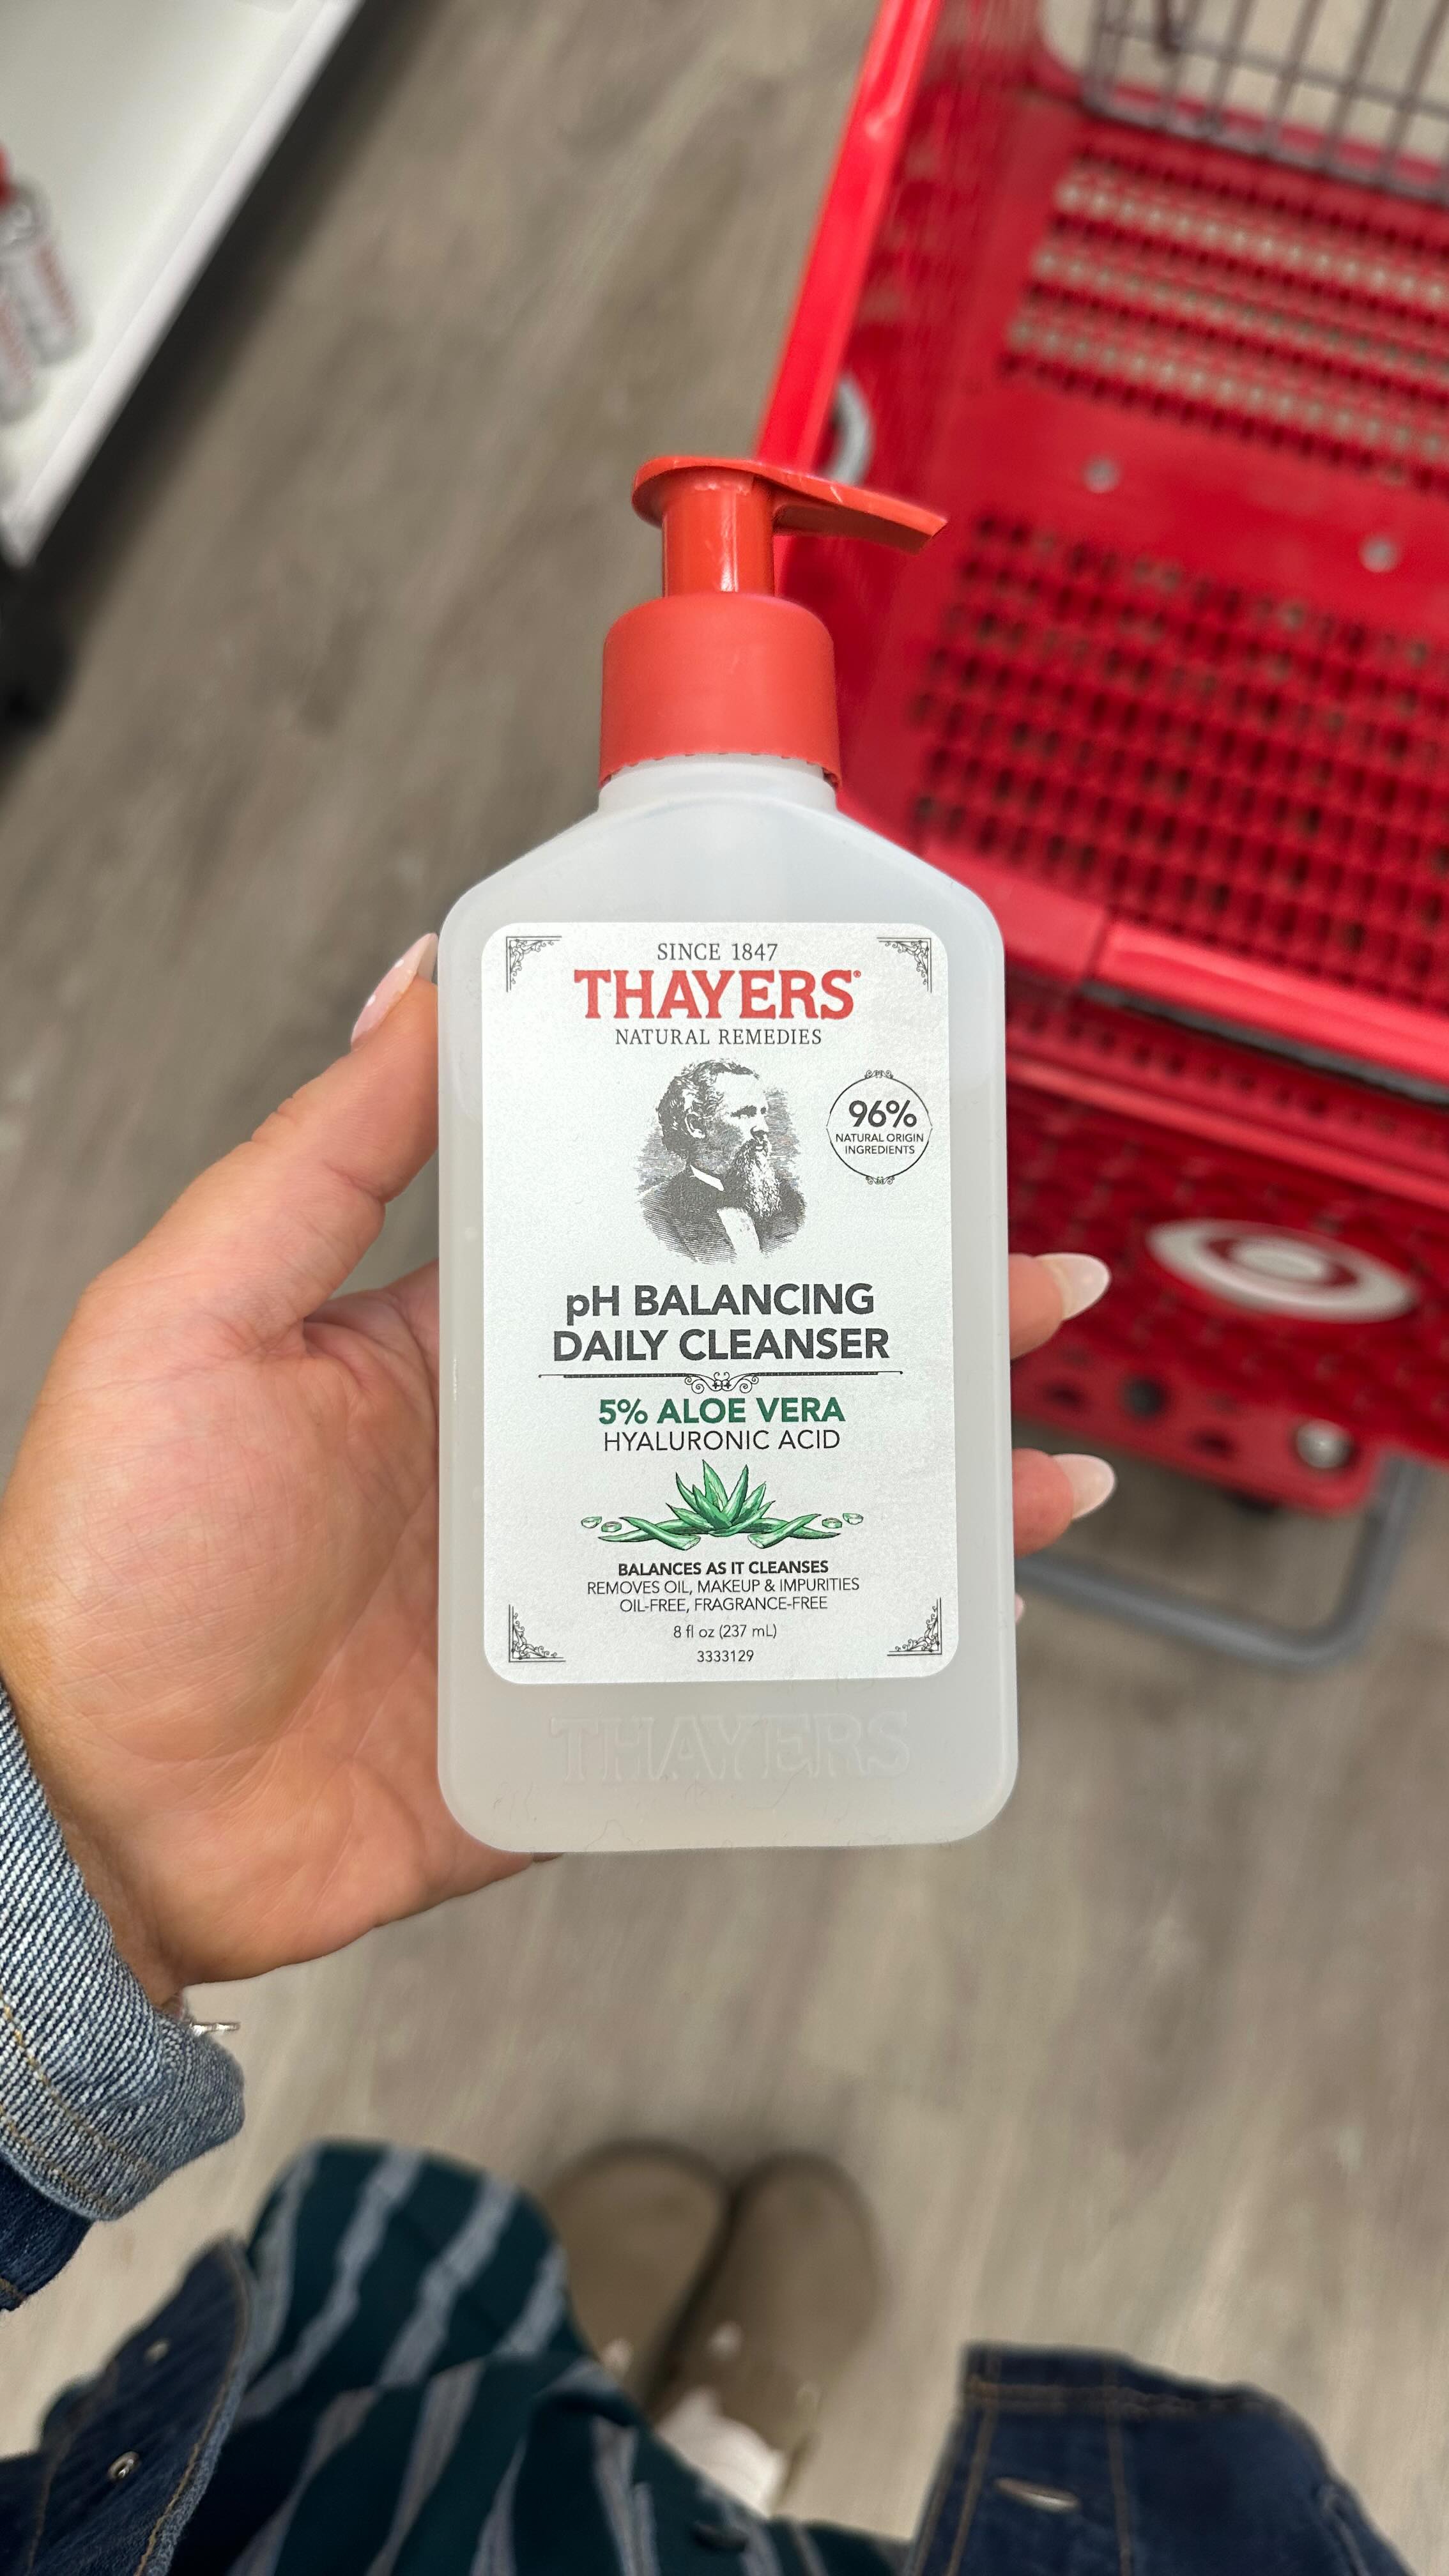 SINCE 1847
THAYERS®
NATURAL REMEDIES
96%
NATURAL ORIGIN
INGREDIENTS
pH BALANCING
DAILY CLEANSER
5% ALOE VERA
HYALURONIC ACID
BALANCES AS IT CLEANSES
REMOVES OIL, MAKEUP & IMPURITIES
OIL-FREE, FRAGRANCE-FREE
8 fl oz (237 mL)
3333129
THAYERS